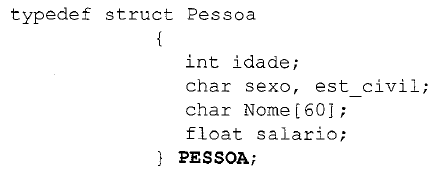 typedef struct Pessoa
{
int idade;
char sexo, est_civil;
char Nome[60];
float salario;
} PESSOA;